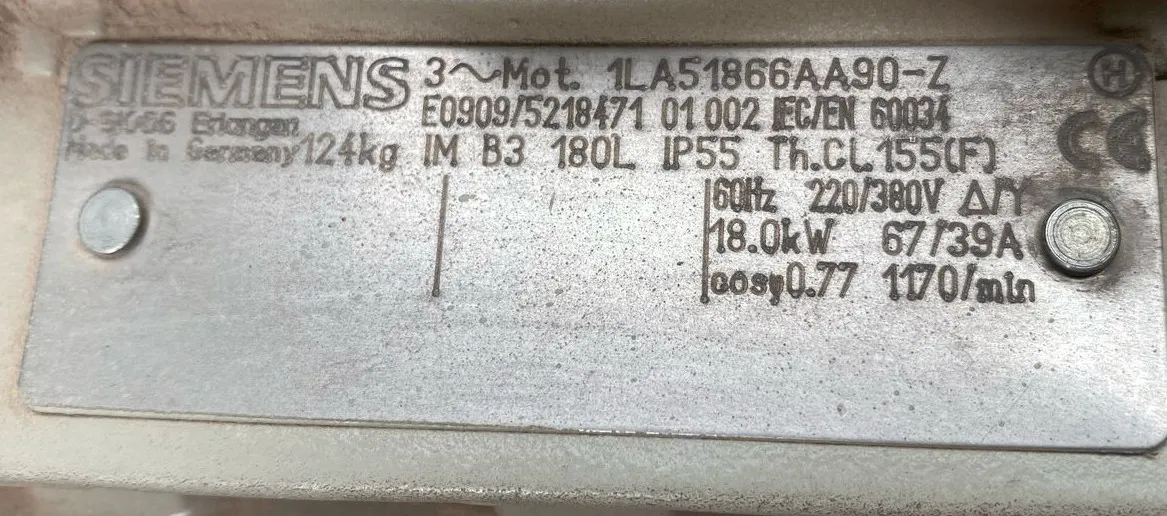 SIEMENS 3~Mot. 1LA51866AA90-Z H
D-91056 Erlangen E0909/5218471 01 002 IEC/EN 60034
Made in Germany 124kg IM B3 180L IP55 Th.Cl.155(F) CE
60Hz 220/380V Δ/Y
18.0kW 67/39A
cosφ0.77 1170/min